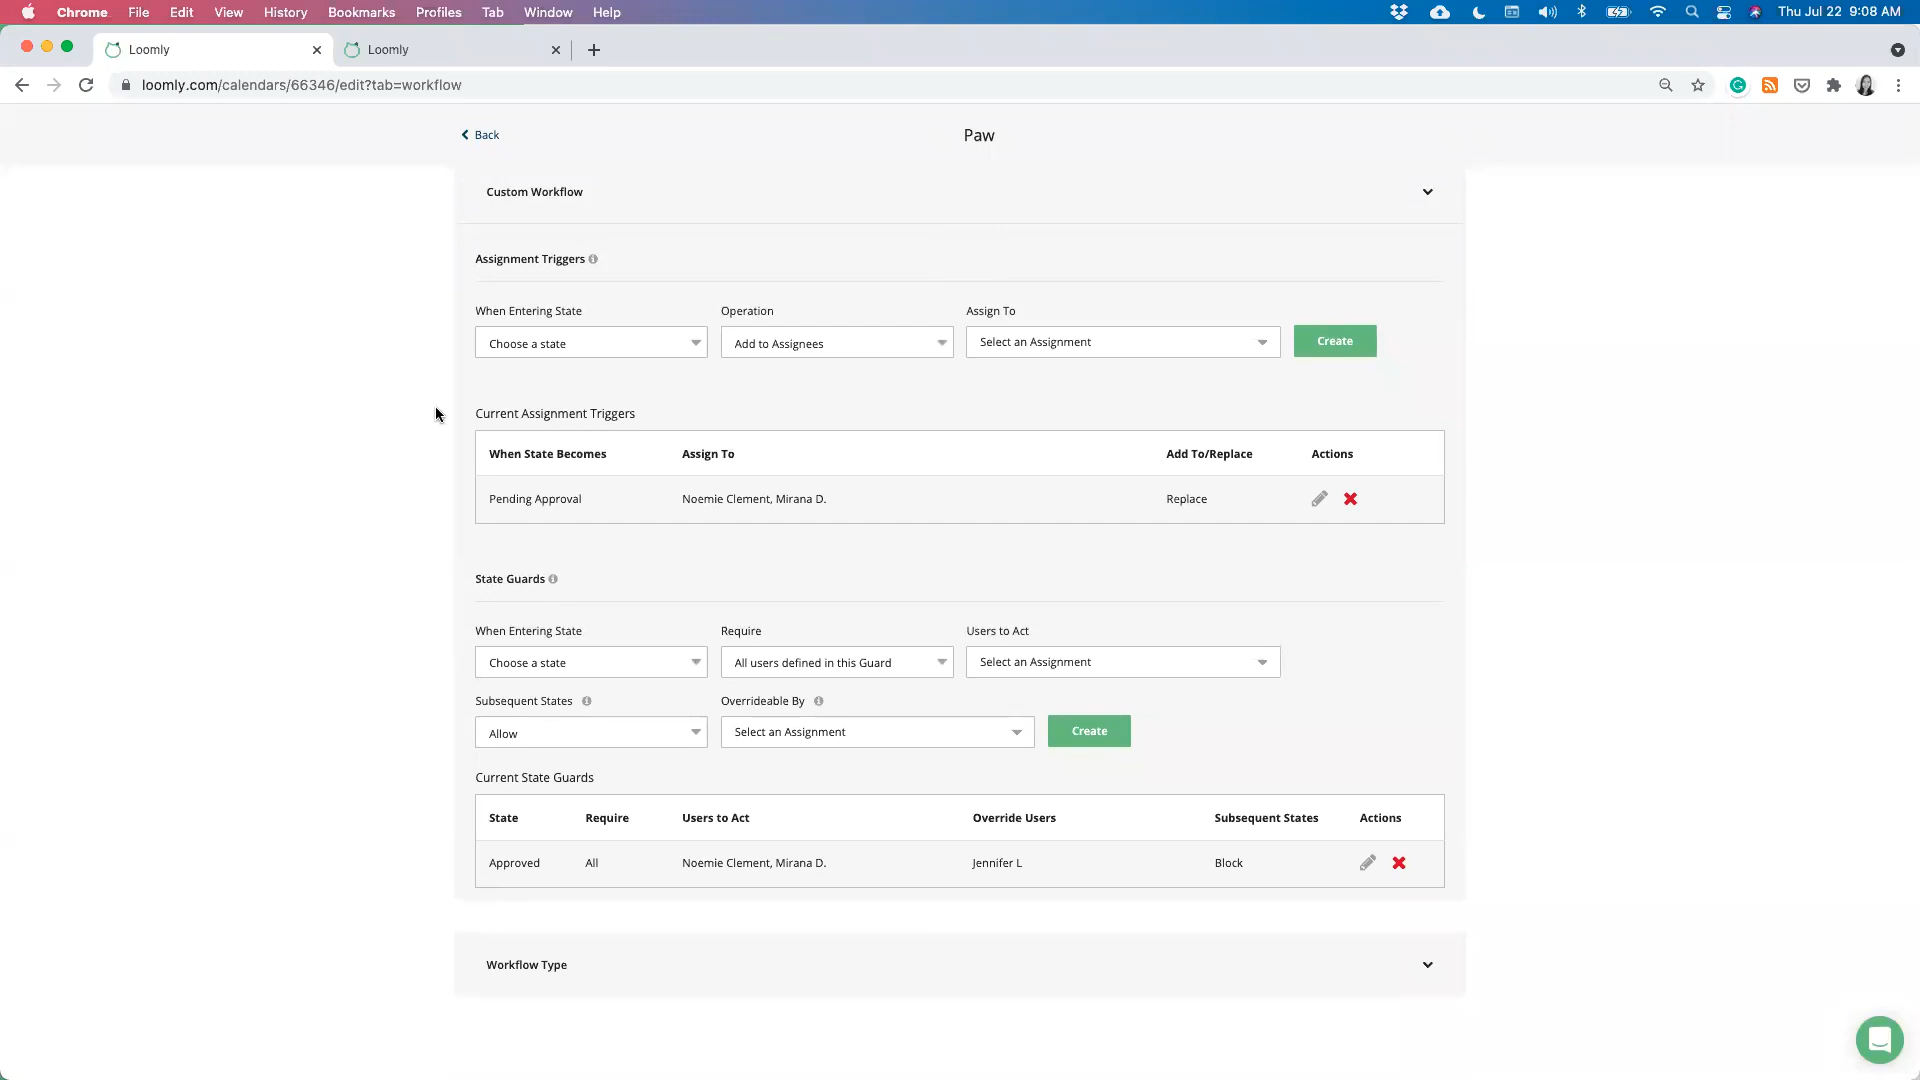 Chrome File Edit View History Bookmarks Profiles Tab Window Help Thu Jul 22 9:08 AM
Loomly Loomly
loomly.com/calendars/66346/edit?tab=workflow
Back Paw
Custom Workflow
Assignment Triggers
When Entering State Operation Assign To
Choose a state Add to Assignees Select an Assignment Create
Current Assignment Triggers
When State Becomes Assign To Add To/Replace Actions
Pending Approval Noemie Clement, Mirana D. Replace
State Guards
When Entering State Require Users to Act
Choose a state All users defined in this Guard Select an Assignment
Subsequent States Overrideable By
Allow Select an Assignment Create
Current State Guards
State Require Users to Act Override Users Subsequent States Actions
Approved All Noemie Clement, Mirana D. Jennifer L Block
Workflow Type